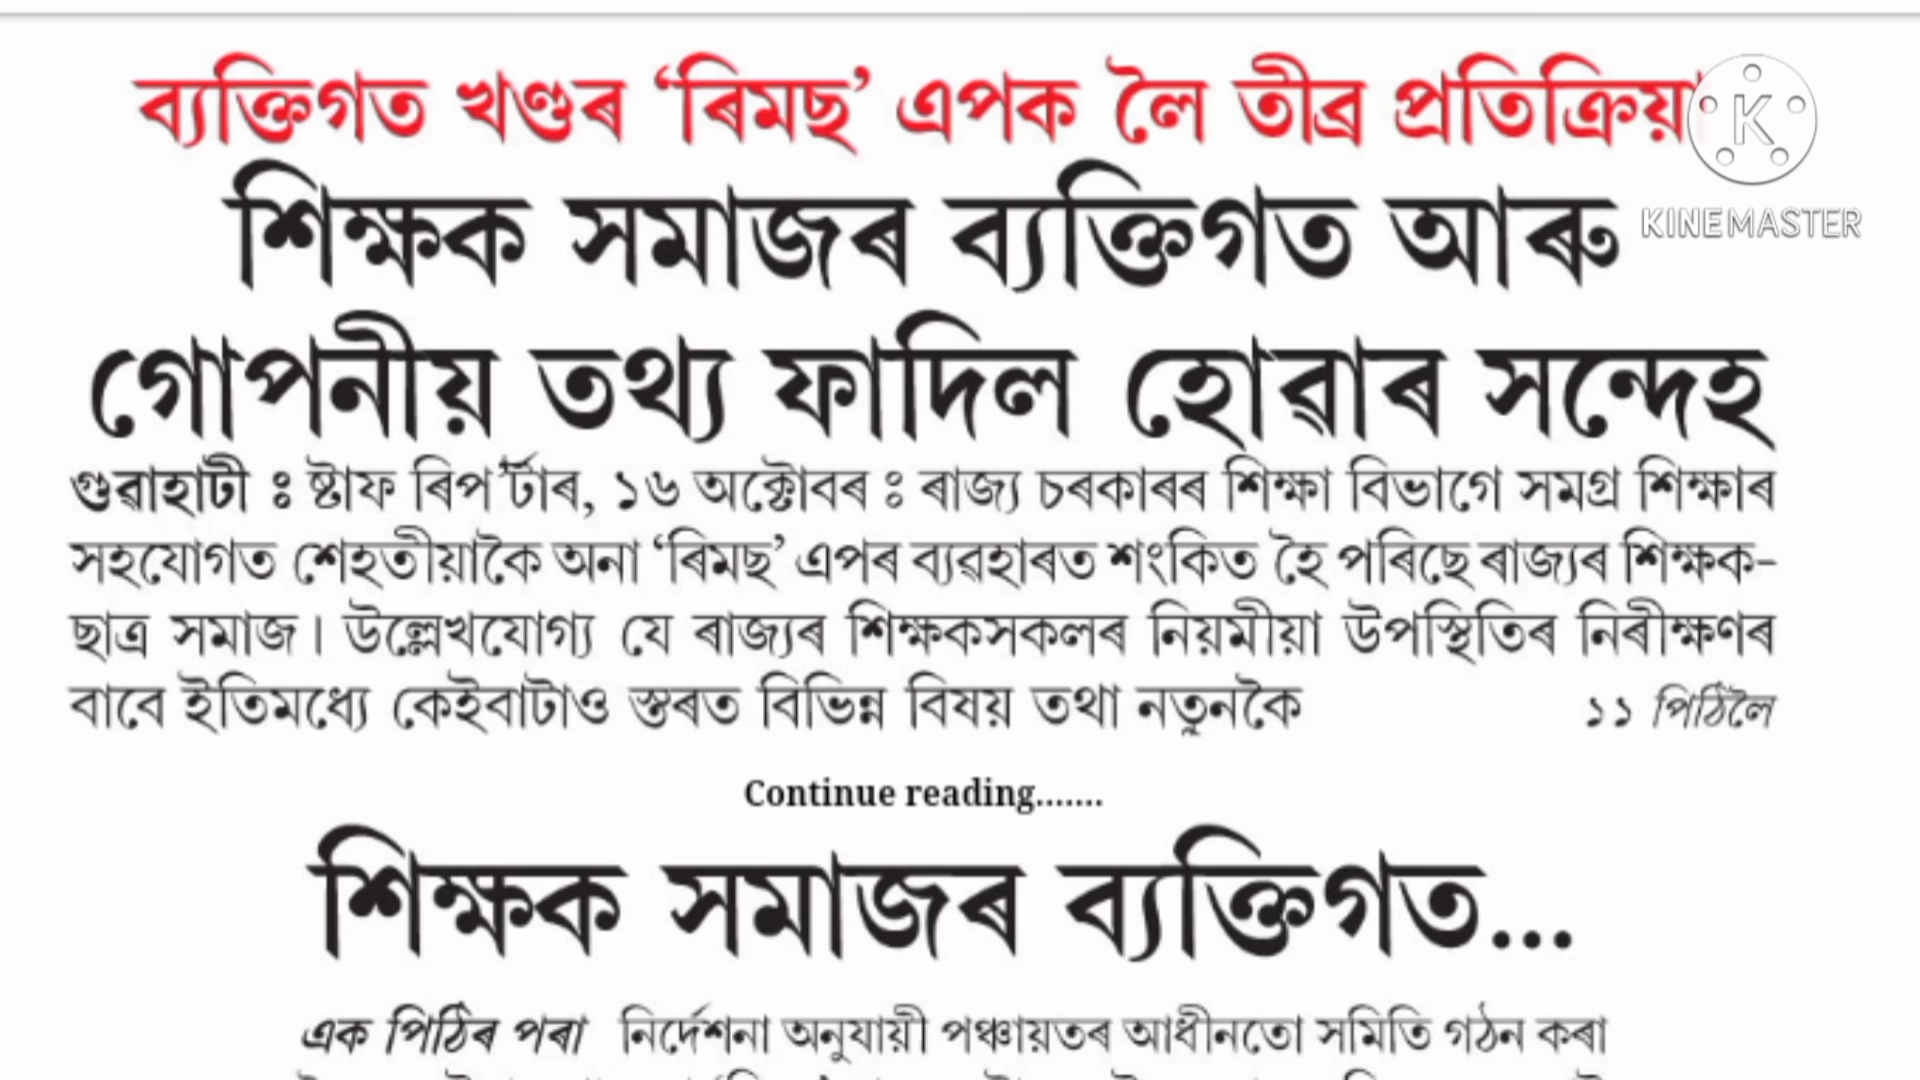 ব্যক্তিগত খণ্ডৰ ‘ৰিমছ’ এপক লৈ তীব্ৰ প্ৰতিক্ৰিয়া
KINEMASTER
শিক্ষক সমাজৰ ব্যক্তিগত আৰু
গোপনীয় তথ্য ফাদিল হোৱাৰ সন্দেহ
গুৱাহাটী ঃ ষ্টাফ ৰিপ'ৰ্টাৰ, ১৬ অক্টোবৰ ঃ ৰাজ্য চৰকাৰৰ শিক্ষা বিভাগে সমগ্ৰ শিক্ষাৰ
সহযোগত শেহতীয়াকৈ অনা ‘ৰিমছ’ এপৰ ব্যৱহাৰত শংকিত হৈ পৰিছে ৰাজ্যৰ শিক্ষক-
ছাত্ৰ সমাজ। উল্লেখযোগ্য যে ৰাজ্যৰ শিক্ষকসকলৰ নিয়মীয়া উপস্থিতিৰ নিৰীক্ষণৰ
বাবে ইতিমধ্যে কেইবাটাও স্তৰত বিভিন্ন বিষয় তথা নতুনকৈ ১১ পিঠিলৈ
Continue reading.......
শিক্ষক সমাজৰ ব্যক্তিগত...
এক পিঠিৰ পৰা নিৰ্দেশনা অনুযায়ী পঞ্চায়তৰ আধীনতো সমিতি গঠন কৰা